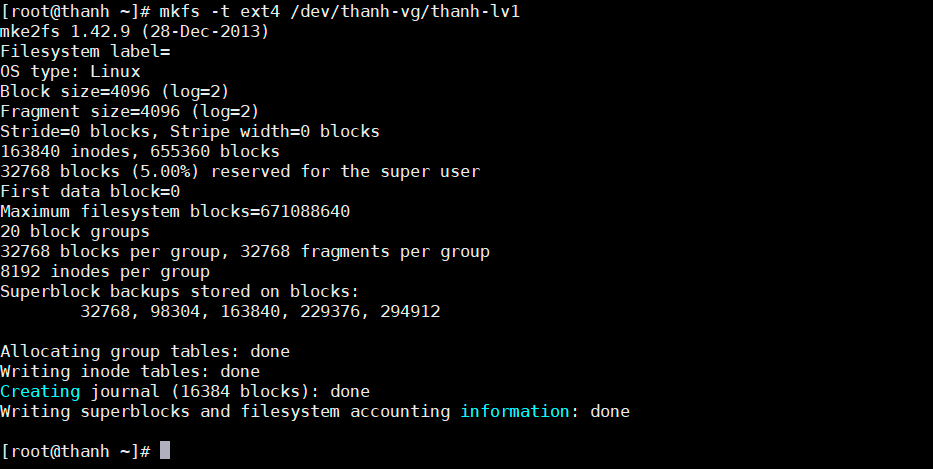 [root@thanh ~]# mkfs -t ext4 /dev/thanh-vg/thanh-lv1
mke2fs 1.42.9 (28-Dec-2013)
Filesystem label=
OS type: Linux
Block size=4096 (log=2)
Fragment size=4096 (log=2)
Stride=0 blocks, Stripe width=0 blocks
163840 inodes, 655360 blocks
32768 blocks (5.00%) reserved for the super user
First data block=0
Maximum filesystem blocks=671088640
20 block groups
32768 blocks per group, 32768 fragments per group
8192 inodes per group
Superblock backups stored on blocks:
        32768, 98304, 163840, 229376, 294912
Allocating group tables: done
Writing inode tables: done
Creating journal (16384 blocks): done
Writing superblocks and filesystem accounting information: done
[root@thanh ~]#